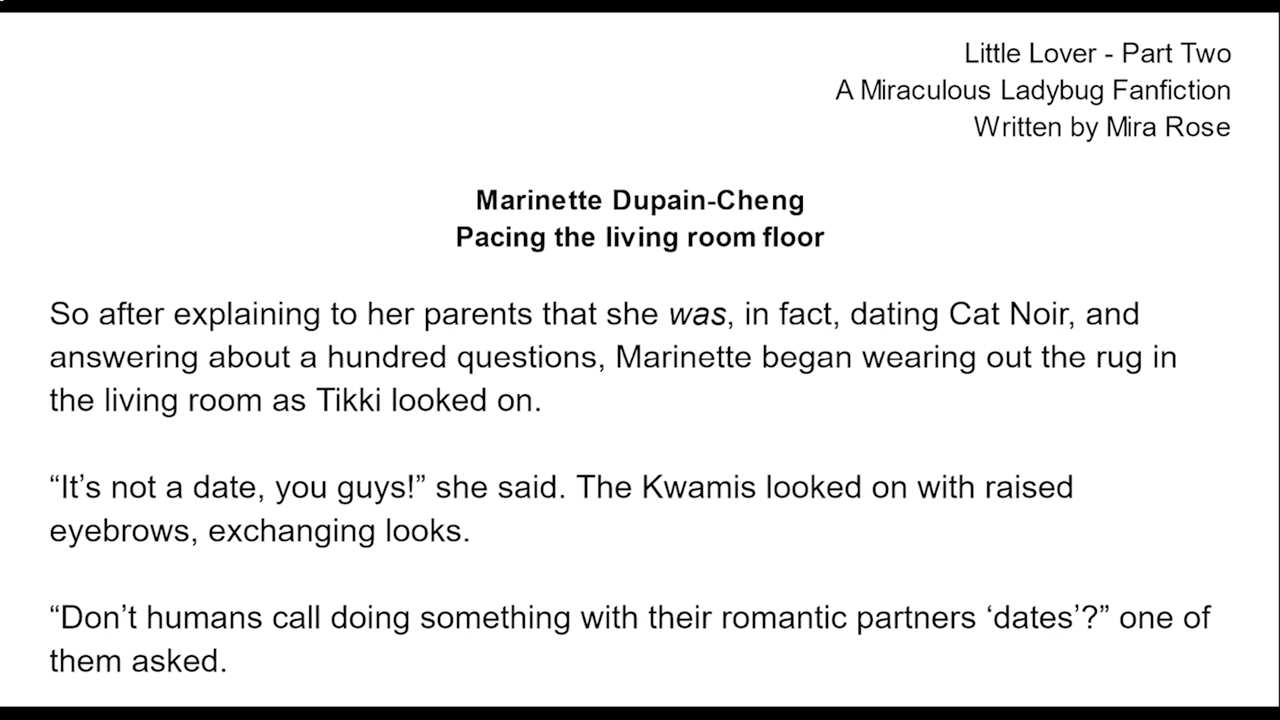 Little Lover - Part Two
A Miraculous Ladybug Fanfiction
Written by Mira Rose
Marinette Dupain-Cheng
Pacing the living room floor
So after explaining to her parents that she was, in fact, dating Cat Noir, and
answering about a hundred questions, Marinette began wearing out the rug in
the living room as Tikki looked on.
“It’s not a date, you guys!” she said. The Kwamis looked on with raised
eyebrows, exchanging looks.
“Don’t humans call doing something with their romantic partners ‘dates’?” one of
them asked.